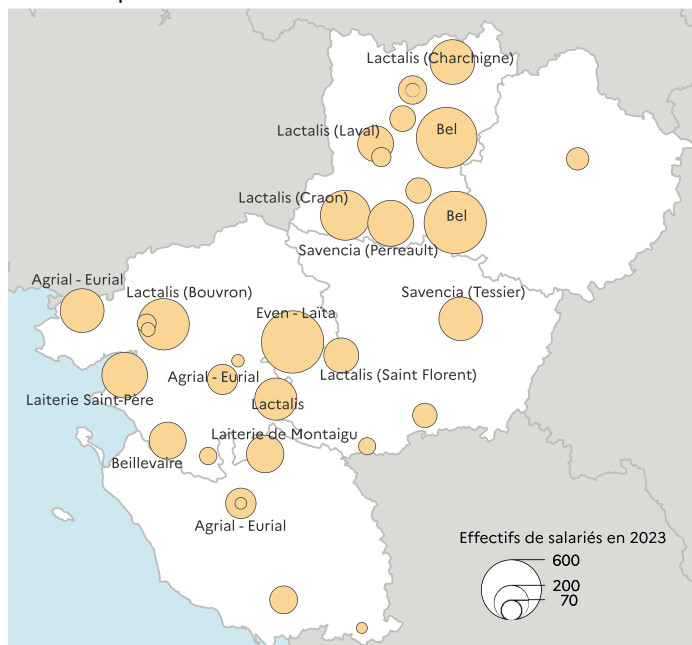 Lactalis (Charchigne)
Lactalis (Laval)
Bel
Lactalis (Craon)
Bel
Savencia (Perreault)
Agrial - Eurial
Lactalis (Bouvron)
Savencia (Tessier)
Even - Laïta
Agrial - Eurial
Lactalis (Saint Florent)
Laiterie Saint-Père
Lactalis
Laiterie de Montaigu
Beillevaire
Agrial - Eurial
Effectifs de salariés en 2023
600
200
70